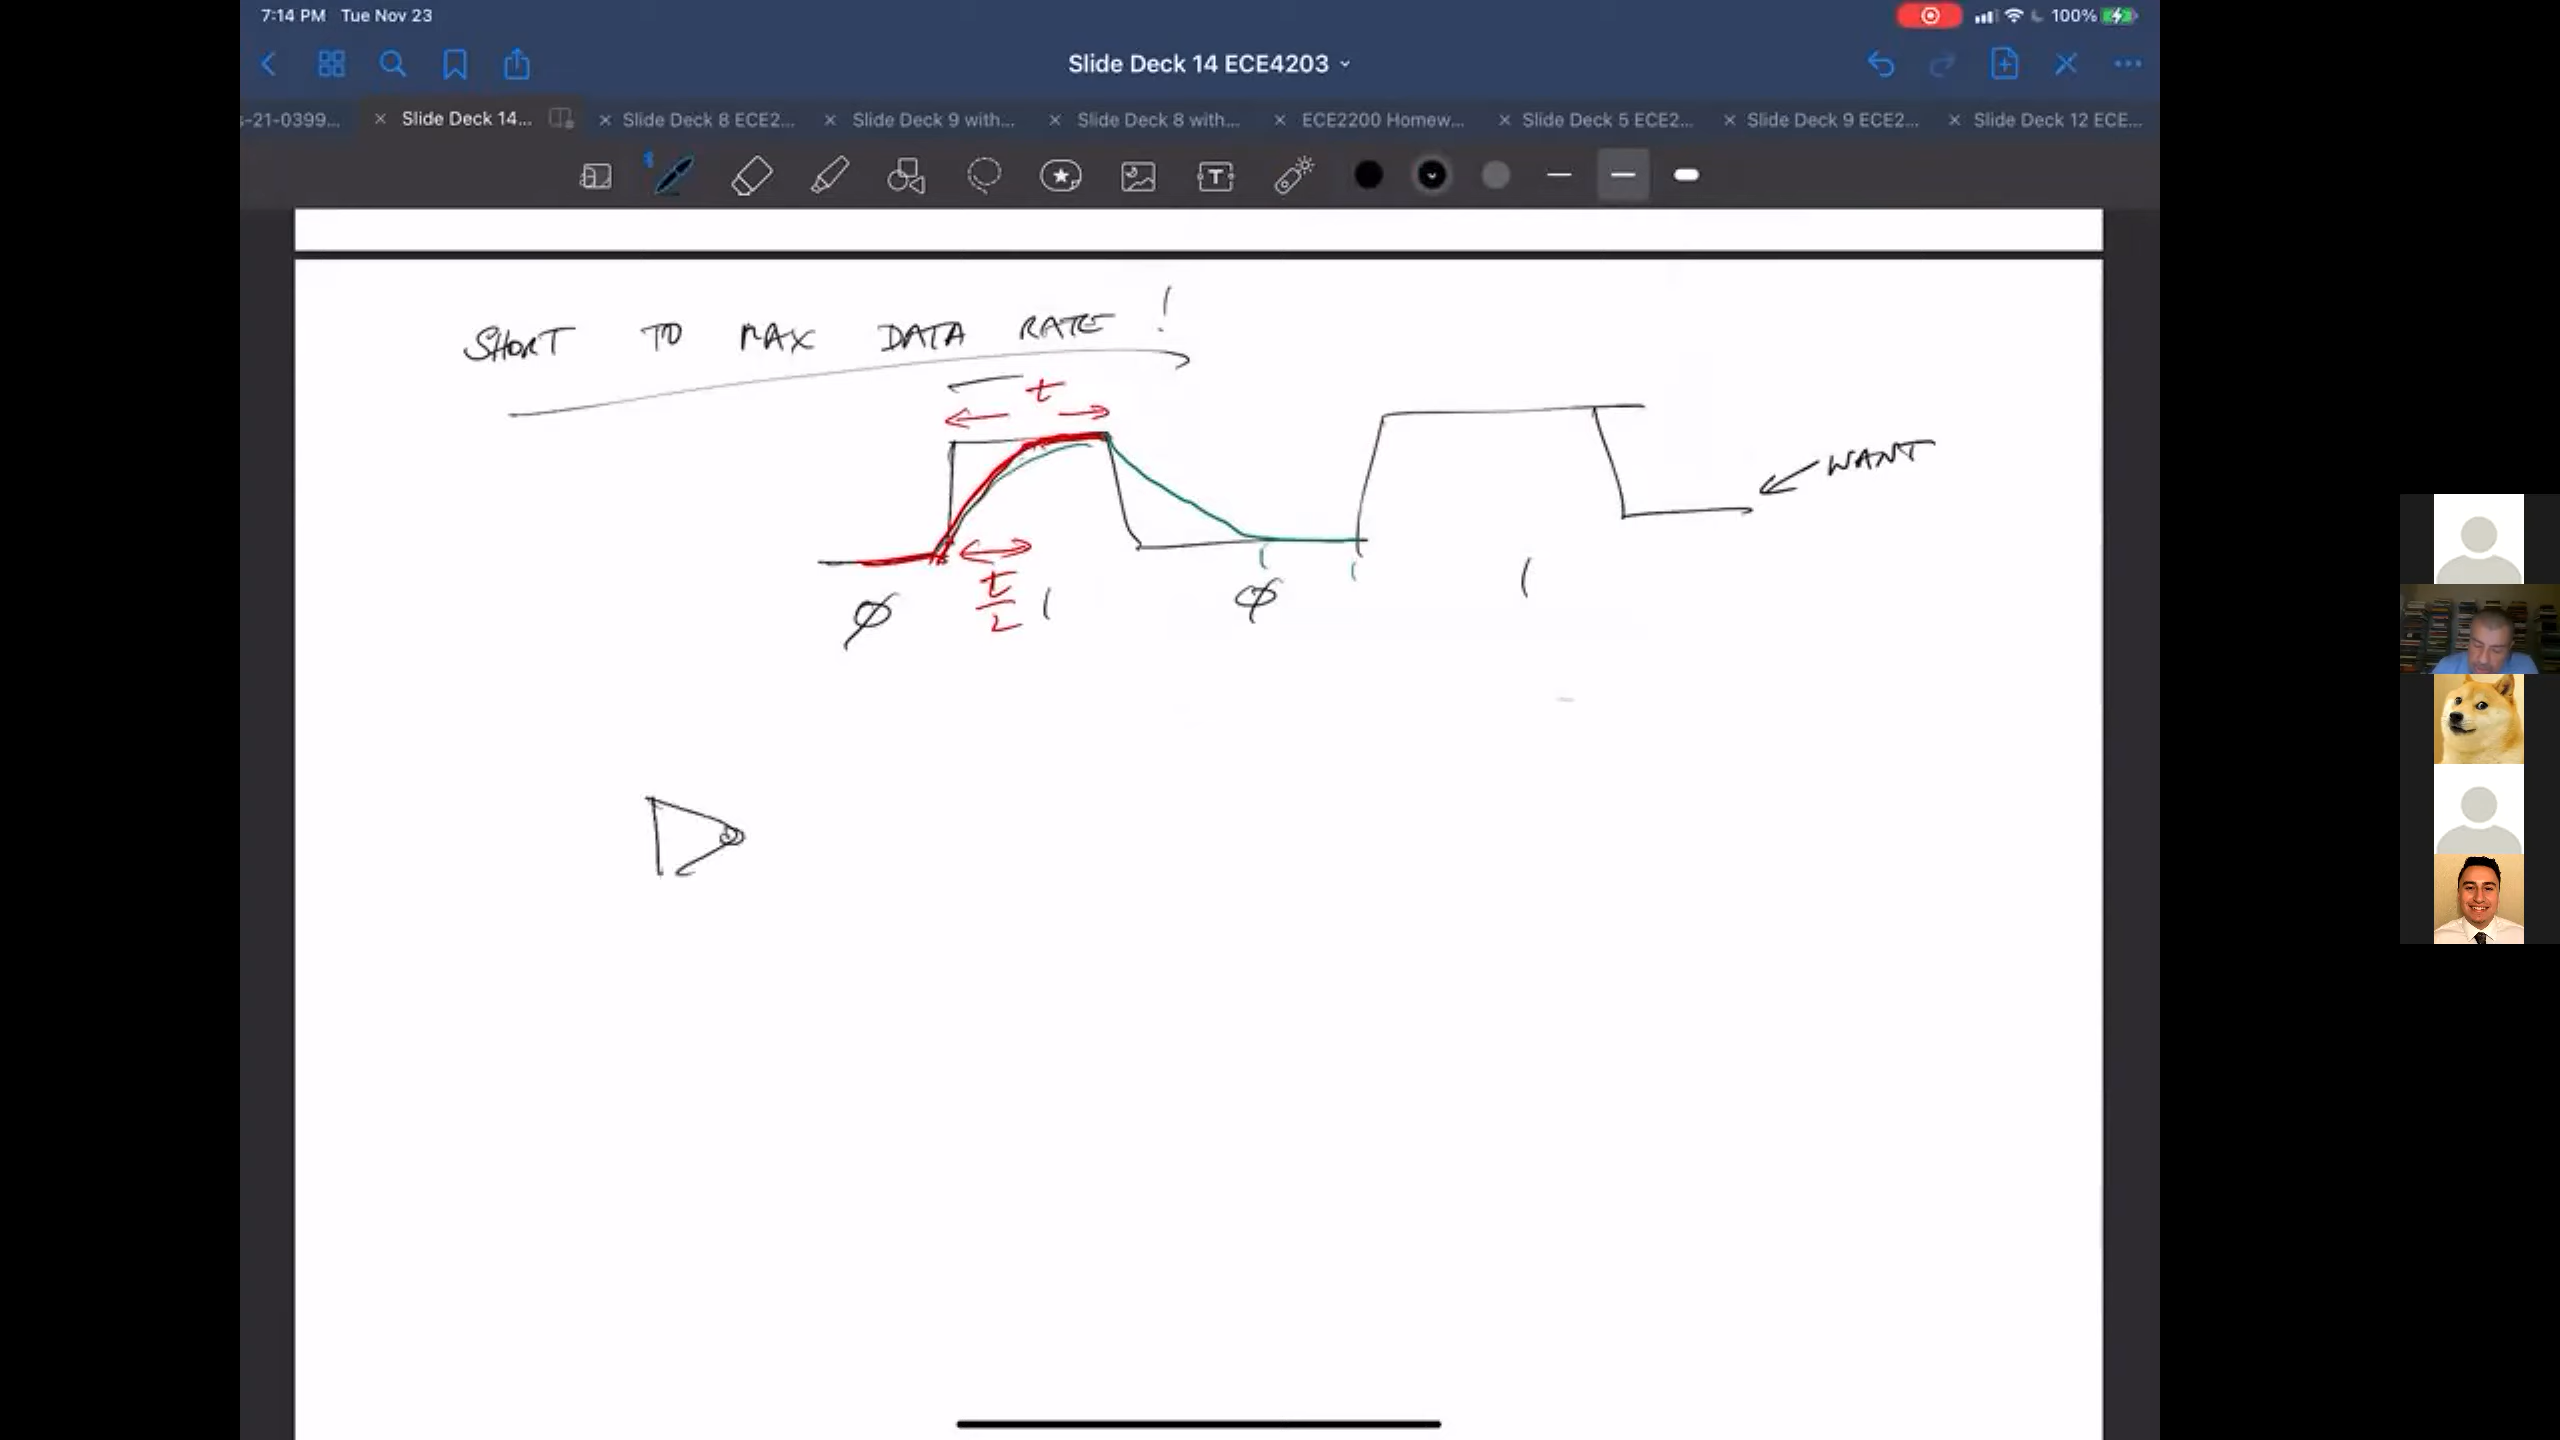 7:14 PM Tue Nov 23
100%
Slide Deck 14 ECE4203
s-21-0399...
Slide Deck 14...
Slide Deck 8 ECE2...
Slide Deck 9 with...
Slide Deck 8 with...
ECE2200 Homew...
Slide Deck 5 ECE2...
Slide Deck 9 ECE2...
Slide Deck 12 ECE...
T
SHORT TO MAX DATA RATE !
t
WANT
t
2
∅ 1 ∅ 1